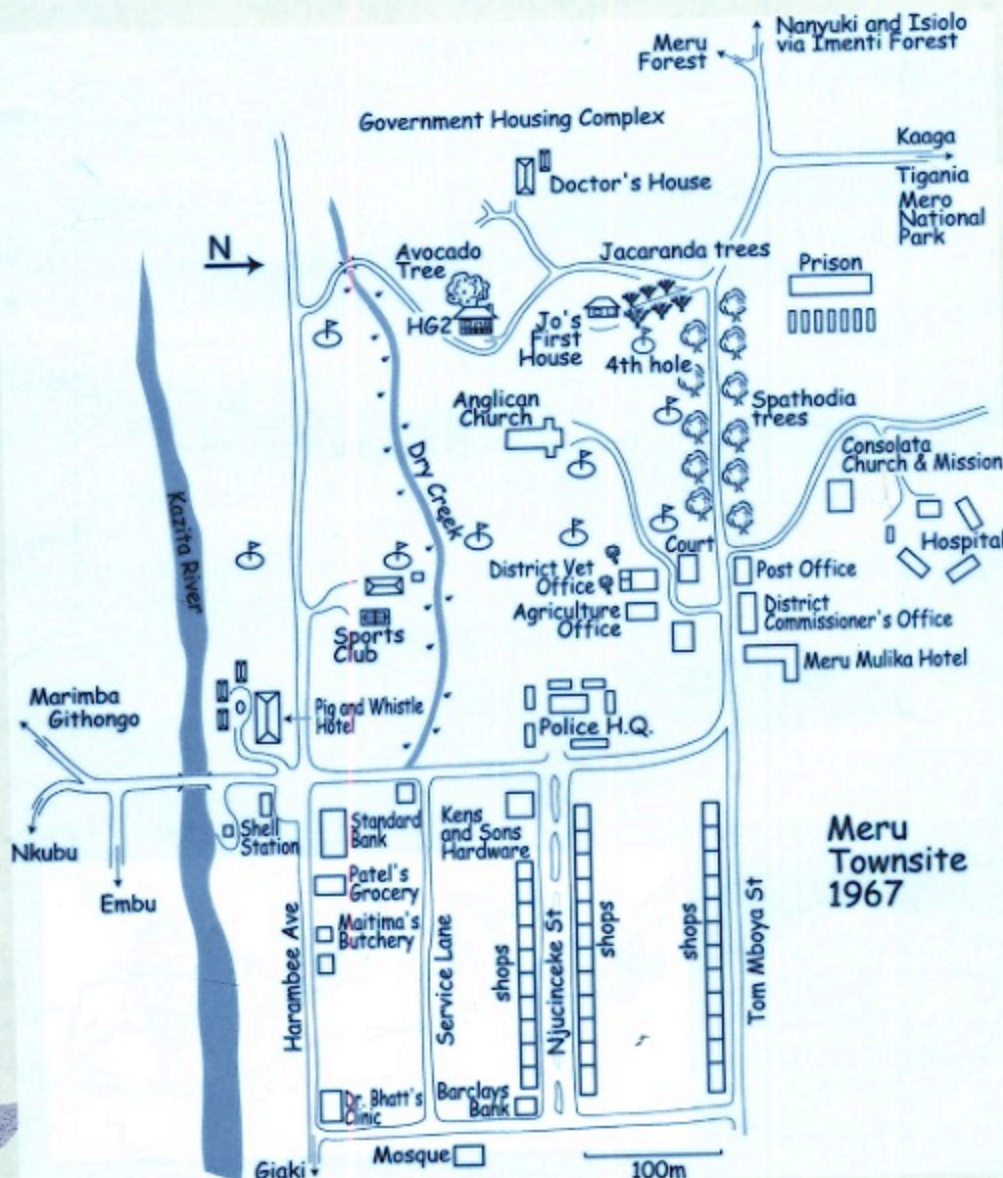 Nanyuki and Isiolo
via Imenti Forest
Meru
Forest
Government Housing Complex
Kaaga
Tigania
Mero
National
Park
Doctor's House
N
Avocado
Tree
Jacaranda trees
Prison
HG2
Jo's
First
House
4th hole
Anglican
Church
Spathodia
trees
Consolata
Church & Mission
Dry Creek
Kazita River
Hospital
Court
District Vet
Office
Post Office
Agriculture
Office
District
Commissioner's Office
Sports
Club
Meru Mulika Hotel
Marimba
Githongo
Pig and Whistle
Hotel
Police H.Q.
Standard
Bank
Kens
and Sons
Hardware
Shell
Station
Nkubu
Embu
Patel's
Grocery
Maitima's
Butchery
Meru
Townsite
1967
Harambee Ave
Service Lane
shops
Njucinceke St
shops
shops
Tom Mboya St
Dr. Bhatt's
Clinic
Barclays
Bank
Mosque
Giaki
100m